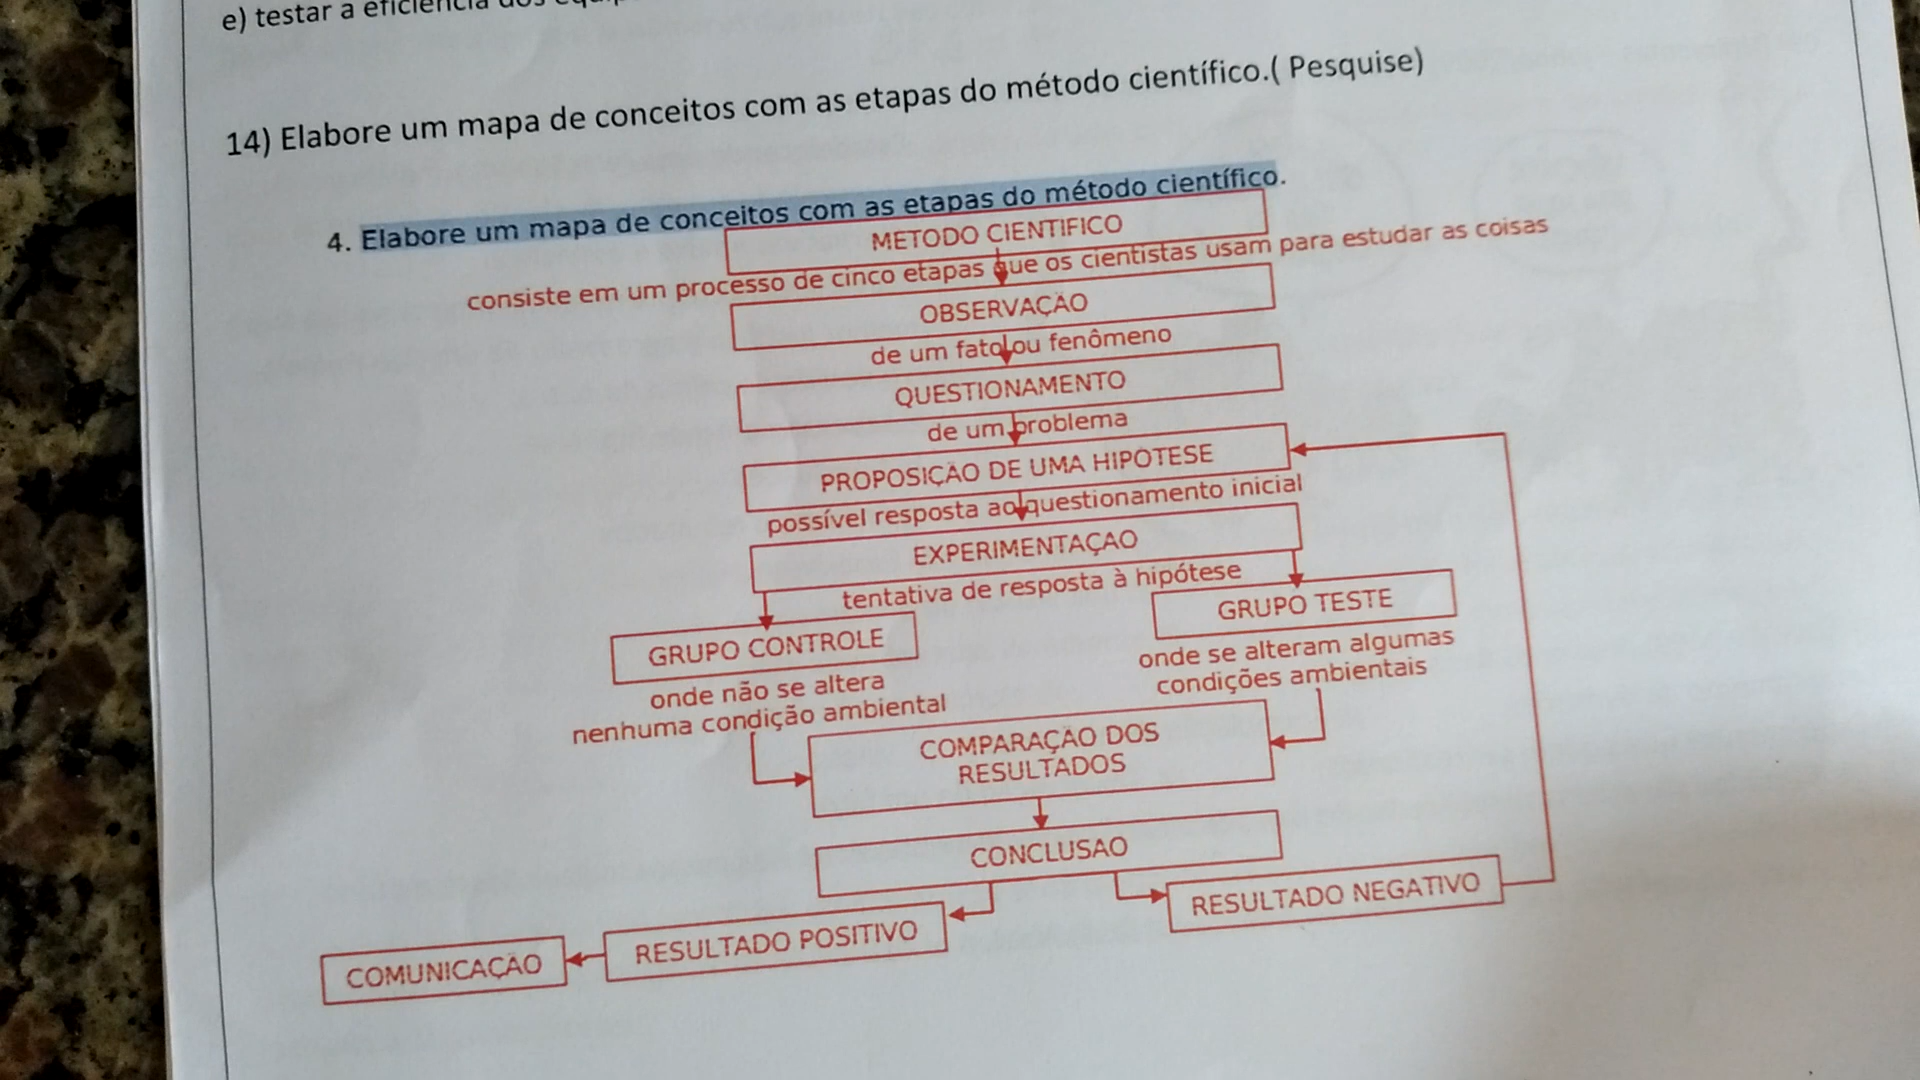 e) testar a eficiência dos
14) Elabore um mapa de conceitos com as etapas do método científico.( Pesquise)
4. Elabore um mapa de conceitos com as etapas do método científico.
METODO CIENTIFICO
consiste em um processo de cinco etapas que os cientistas usam para estudar as coisas
OBSERVAÇÃO
de um fato ou fenômeno
QUESTIONAMENTO
de um problema
PROPOSIÇÃO DE UMA HIPOTESE
possível resposta ao questionamento inicial
EXPERIMENTAÇAO
tentativa de resposta à hipótese
GRUPO TESTE
GRUPO CONTROLE
onde se alteram algumas
condições ambientais
onde não se altera
nenhuma condição ambiental
COMPARAÇÃO DOS
RESULTADOS
CONCLUSAO
RESULTADO NEGATIVO
RESULTADO POSITIVO
COMUNICAÇÃO